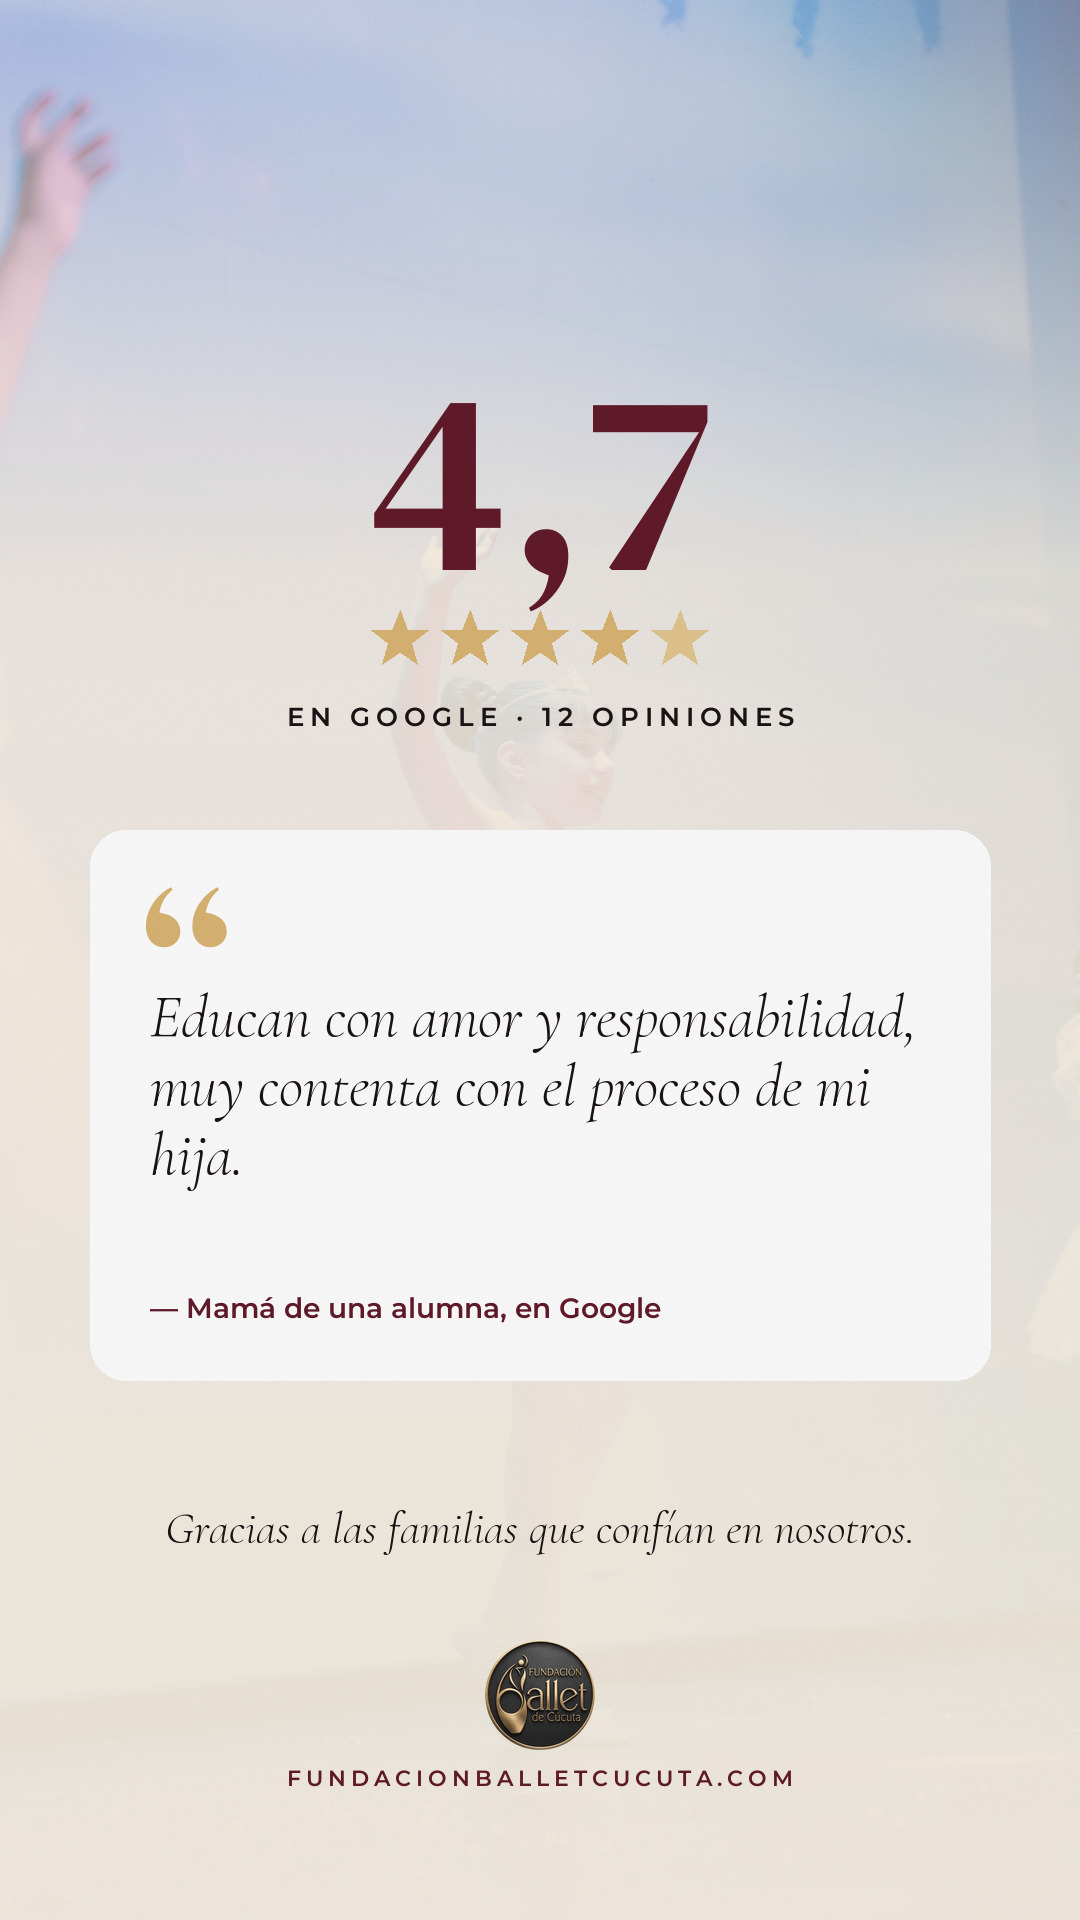 4,7
EN GOOGLE · 12 OPINIONES
“
Educan con amor y responsabilidad,
muy contenta con el proceso de mi
hija.
— Mamá de una alumna, en Google
Gracias a las familias que confían en nosotros.
FUNDACIÓN
Ballet
de Cúcuta
FUNDACIONBALLETCUCUTA.COM